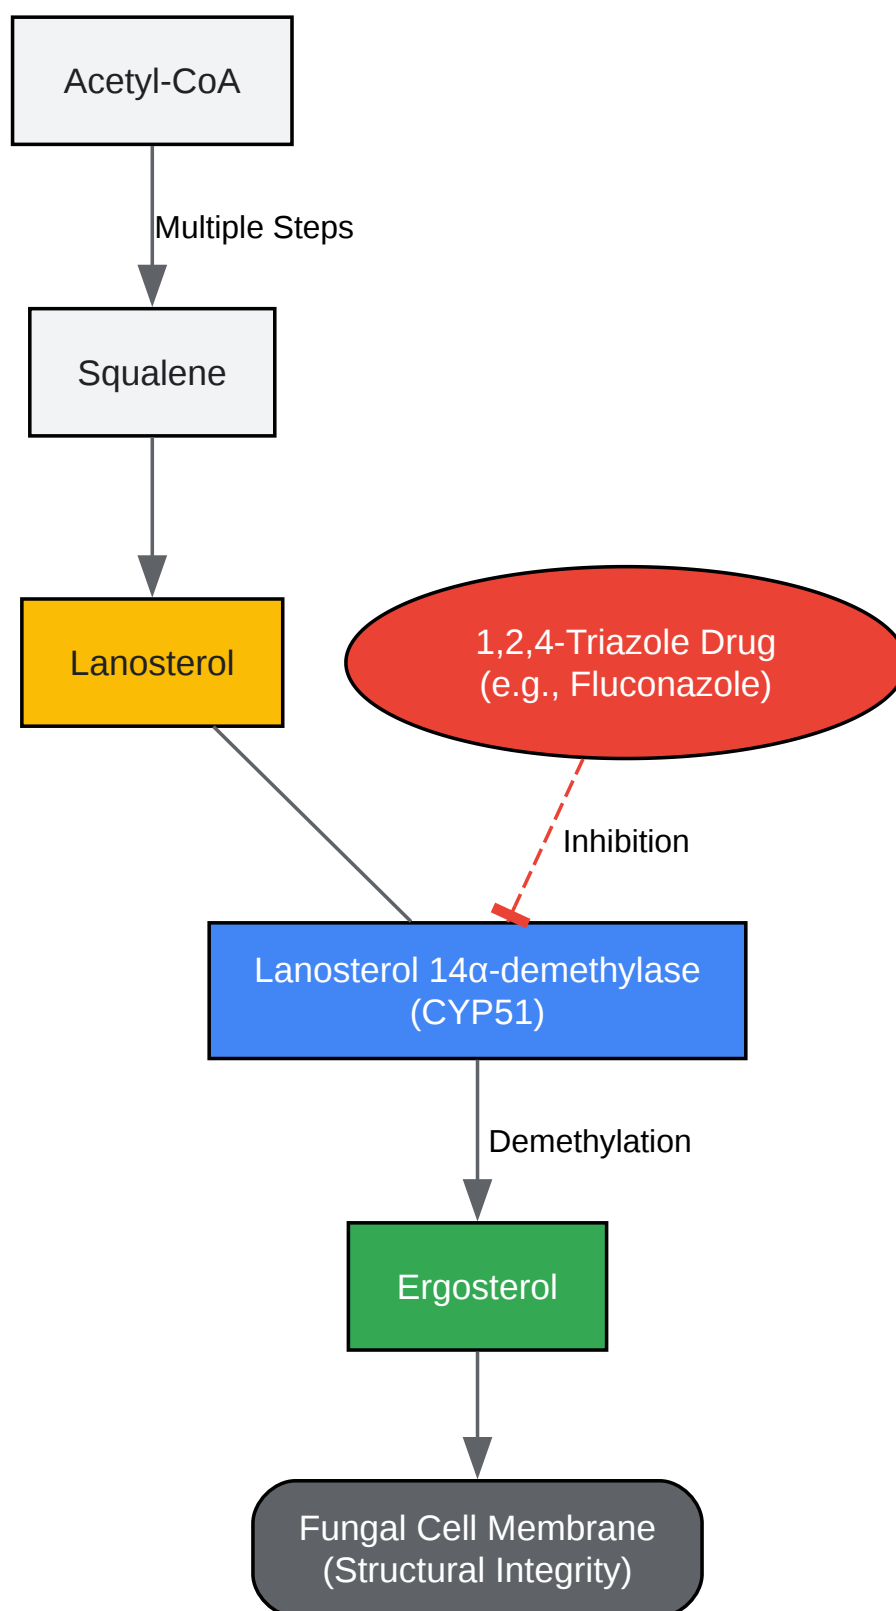 Acetyl-CoA
Multiple Steps
Squalene
Lanosterol
1,2,4-Triazole Drug
(e.g., Fluconazole)
Inhibition
Lanosterol 14α-demethylase
(CYP51)
Demethylation
Ergosterol
Fungal Cell Membrane
(Structural Integrity)